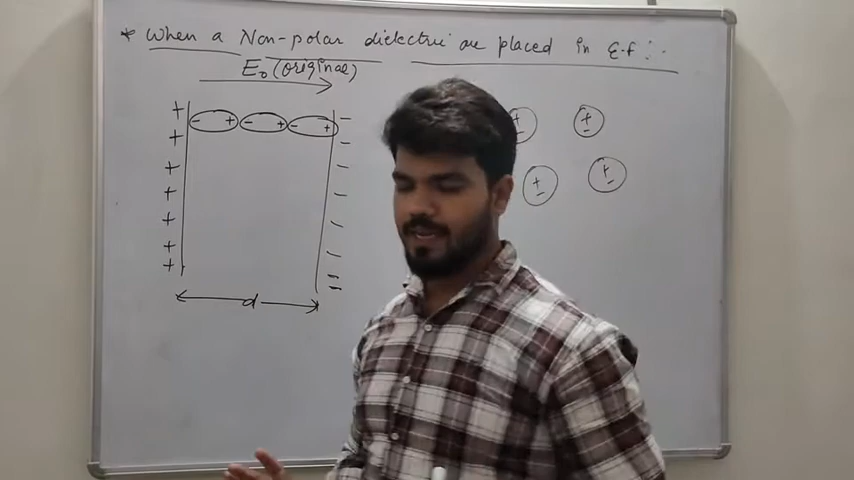 * When a Non-polar dielectric are placed in E.f :-
E₀ (original)
+ - + - + - + -
+ -
+ -
+ -
+ -
+ -
+ =
d
+ - + -
+ - + -